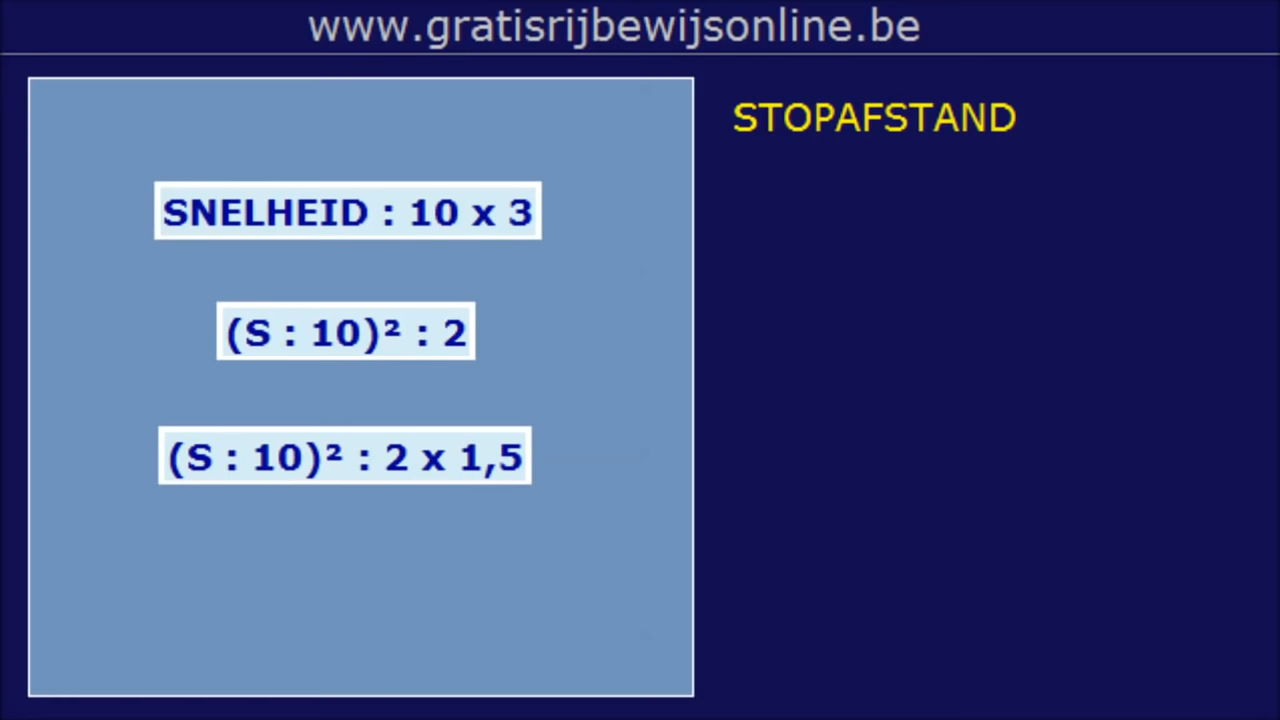 www.gratisrijbewijsonline.be
STOPAFSTAND
SNELHEID : 10 x 3
(S : 10)² : 2
(S : 10)² : 2 x 1,5